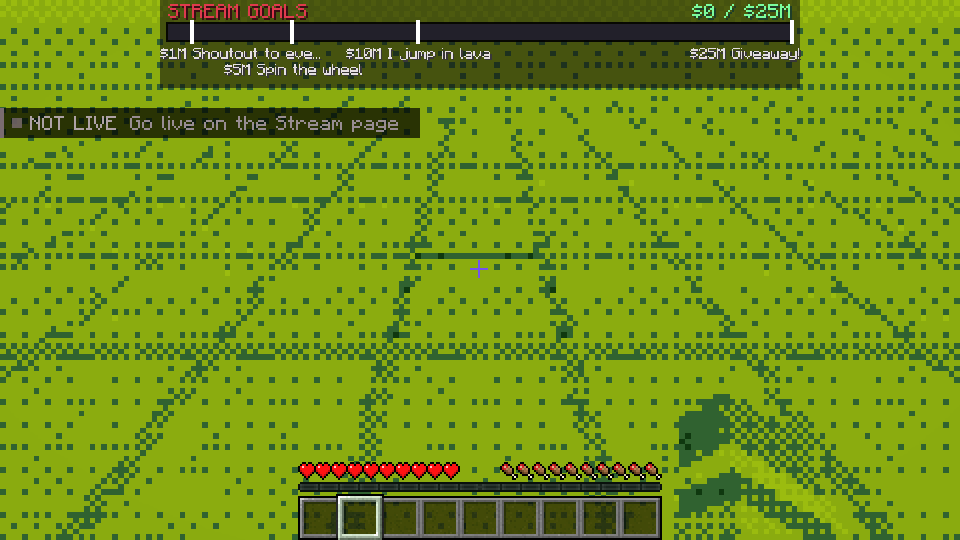 STREAM GOALS $0 / $25M
$1M Shoutout to eve... $10M I jump in lava $25M Giveaway!
$5M Spin the wheel
NOT LIVE Go live on the Stream page